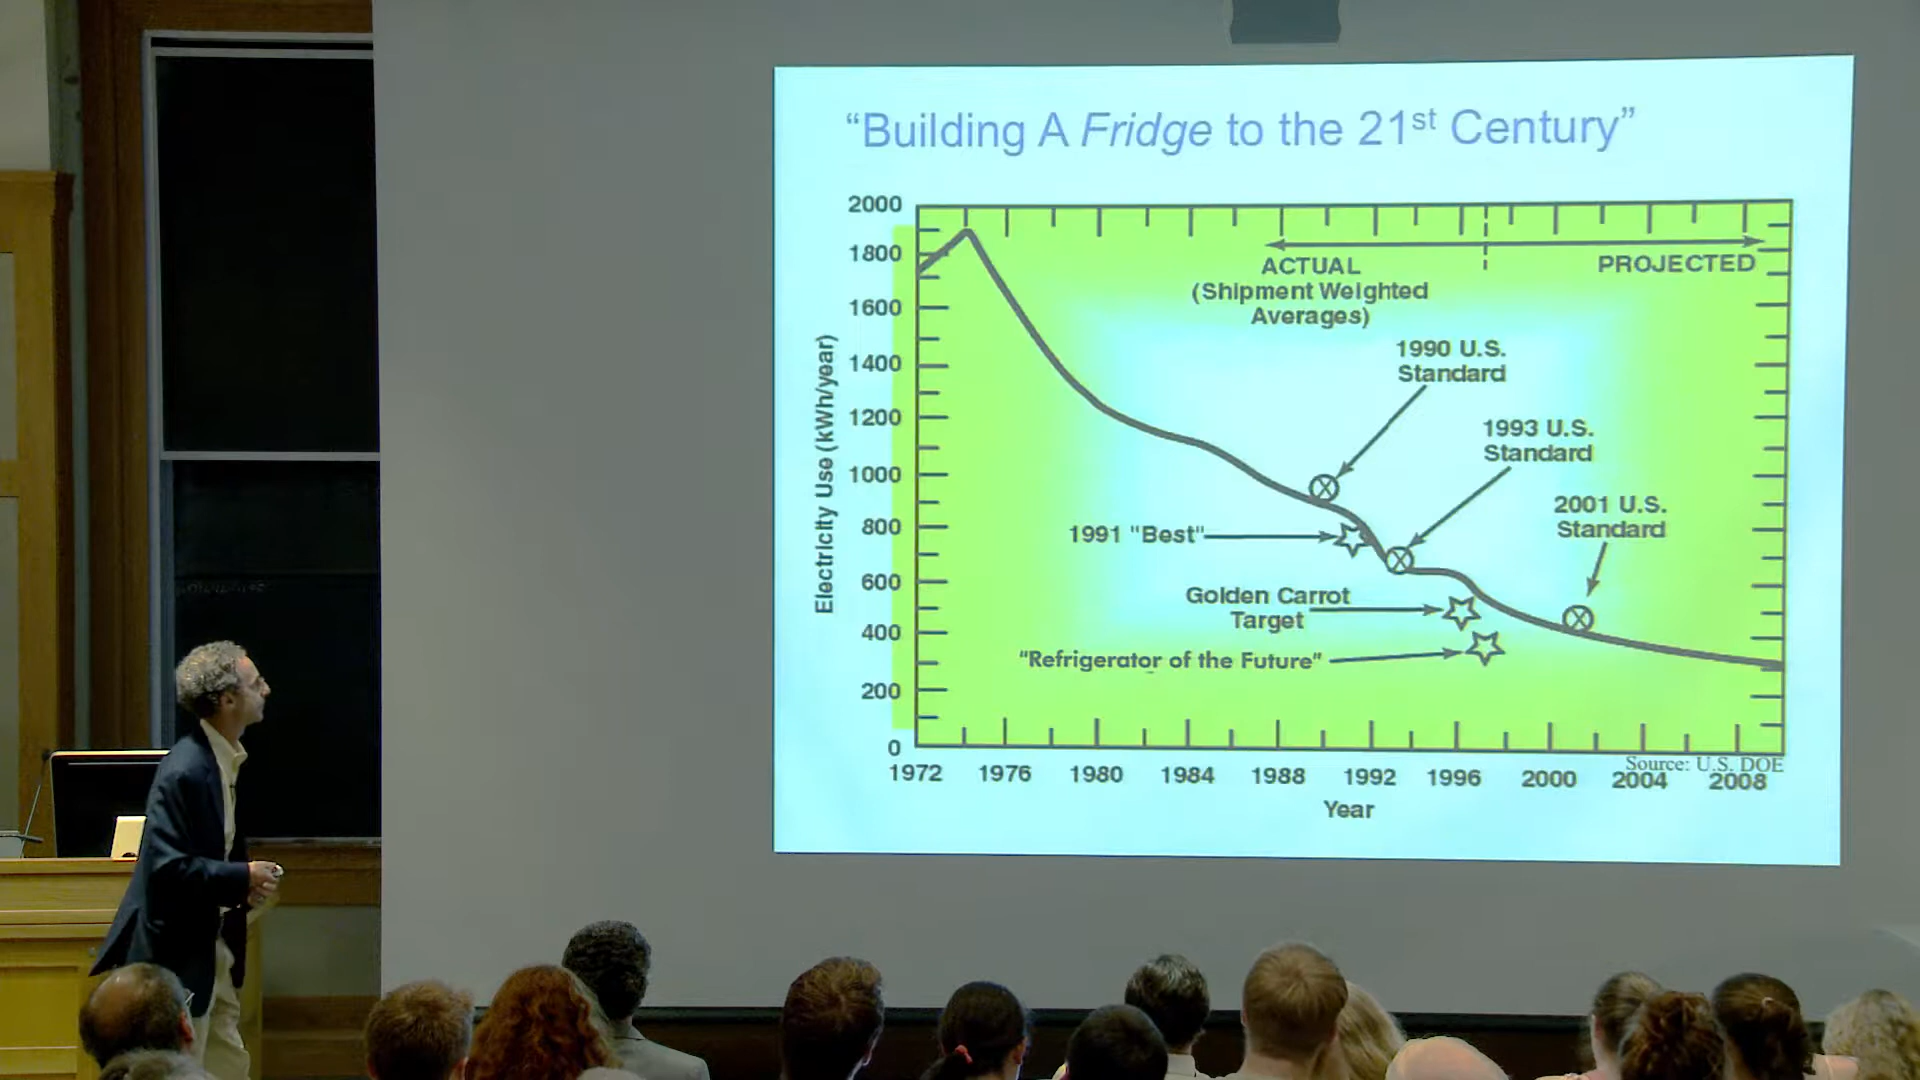 “Building A Fridge to the 21st Century”
2000
1800
1600
1400
1200
1000
800
600
400
200
0
Electricity Use (kWh/year)
ACTUAL
(Shipment Weighted
Averages)
PROJECTED
1990 U.S.
Standard
1993 U.S.
Standard
2001 U.S.
Standard
1991 "Best"
Golden Carrot
Target
"Refrigerator of the Future"
1972 1976 1980 1984 1988 1992 1996 2000 2004 2008
Source: U.S. DOE
Year